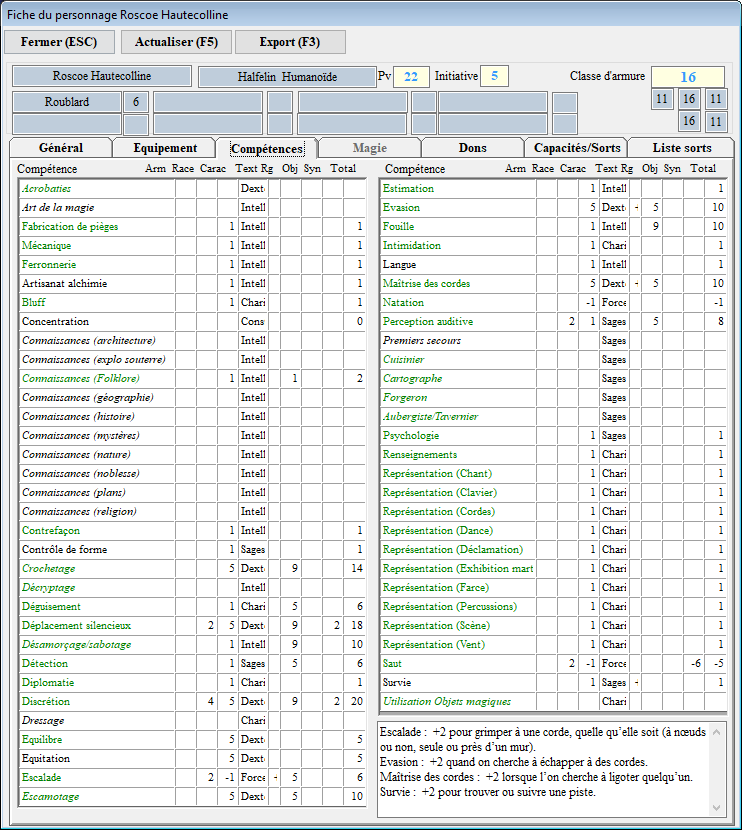 Fiche du personnage Roscoe Hautecolline
Fermer (ESC) Actualiser (F5) Export (F3)
Roscoe Hautecolline Halfelin Humanoïde Pv 22 Initiative 5 Classe d'armure 16
Roublard 6 11 16 11
16 11
Général Equipement Compétences Magie Dons Capacités/Sorts Liste sorts
Compétence Arm Race Carac Text Rg Obj Syn Total
Acrobaties Dext
Art de la magie Intell
Fabrication de pièges 1 Intell 1
Mécanique 1 Intell 1
Ferronnerie 1 Intell 1
Artisanat alchimie 1 Intell 1
Bluff 1 Chari 1
Concentration Cons 0
Connaissances (architecture) Intell
Connaissances (explo souterre) Intell
Connaissances (Folklore) 1 Intell 1 2
Connaissances (géographie) Intell
Connaissances (histoire) Intell
Connaissances (mystères) Intell
Connaissances (nature) Intell
Connaissances (noblesse) Intell
Connaissances (plans) Intell
Connaissances (religion) Intell
Contrefaçon 1 Intell 1
Contrôle de forme 1 Sages 1
Crochetage 5 Dext 9 14
Décryptage Intell
Déguisement 1 Chari 5 6
Déplacement silencieux 2 5 Dext 9 2 18
Désamorçage/sabotage 1 Intell 9 10
Détection 1 Sages 5 6
Diplomatie 1 Chari 1
Discrétion 4 5 Dext 9 2 20
Dressage Chari
Equilibre 5 Dext 5
Equitation 5 Dext 5
Escalade 2 -1 Force + 5 6
Escamotage 5 Dext 5 10
Compétence Arm Race Carac Text Rg Obj Syn Total
Estimation 1 Intell 1
Evasion 5 Dext + 5 10
Fouille 1 Intell 9 10
Intimidation 1 Chari 1
Langue 1 Intell 1
Maîtrise des cordes 5 Dext + 5 10
Natation -1 Force -1
Perception auditive 2 1 Sages 5 8
Premiers secours Sages
Cuisinier Sages
Cartographe Sages
Forgeron Sages
Aubergiste/Tavernier Sages
Psychologie 1 Sages 1
Renseignements 1 Chari 1
Représentation (Chant) 1 Chari 1
Représentation (Clavier) 1 Chari 1
Représentation (Cordes) 1 Chari 1
Représentation (Dance) 1 Chari 1
Représentation (Déclamation) 1 Chari 1
Représentation (Exhibition mart 1 Chari 1
Représentation (Farce) 1 Chari 1
Représentation (Percussions) 1 Chari 1
Représentation (Scène) 1 Chari 1
Représentation (Vent) 1 Chari 1
Saut 2 -1 Force -6 -5
Survie 1 Sages + 1
Utilisation Objets magiques Chari
Escalade : +2 pour grimper à une corde, quelle qu'elle soit (à nœuds
ou non, seule ou près d'un mur).
Evasion : +2 quand on cherche à échapper à des cordes.
Maîtrise des cordes : +2 lorsque l'on cherche à ligoter quelqu'un.
Survie : +2 pour trouver ou suivre une piste.